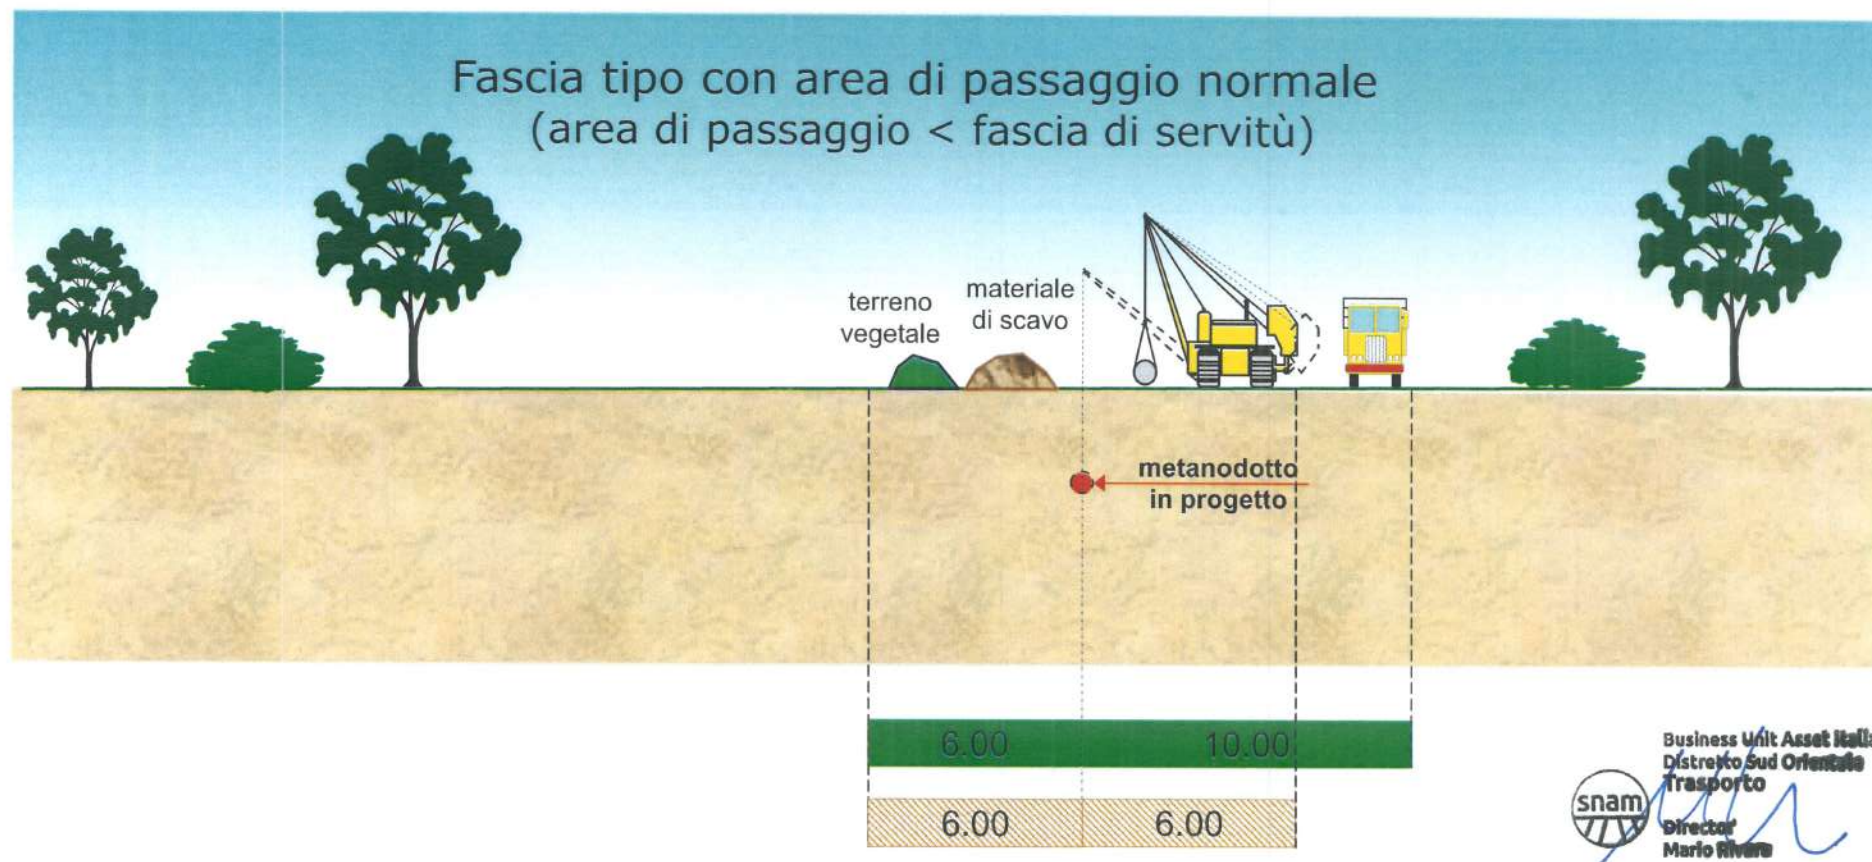 Fascia tipo con area di passaggio normale
(area di passaggio < fascia di servitù)
terreno
vegetale
materiale
di scavo
metanodotto
in progetto
6.00 10.00
6.00 6.00
snam
Business Unit Asset Italia
Distretto Sud Orientale
Trasporto
Director
Mario